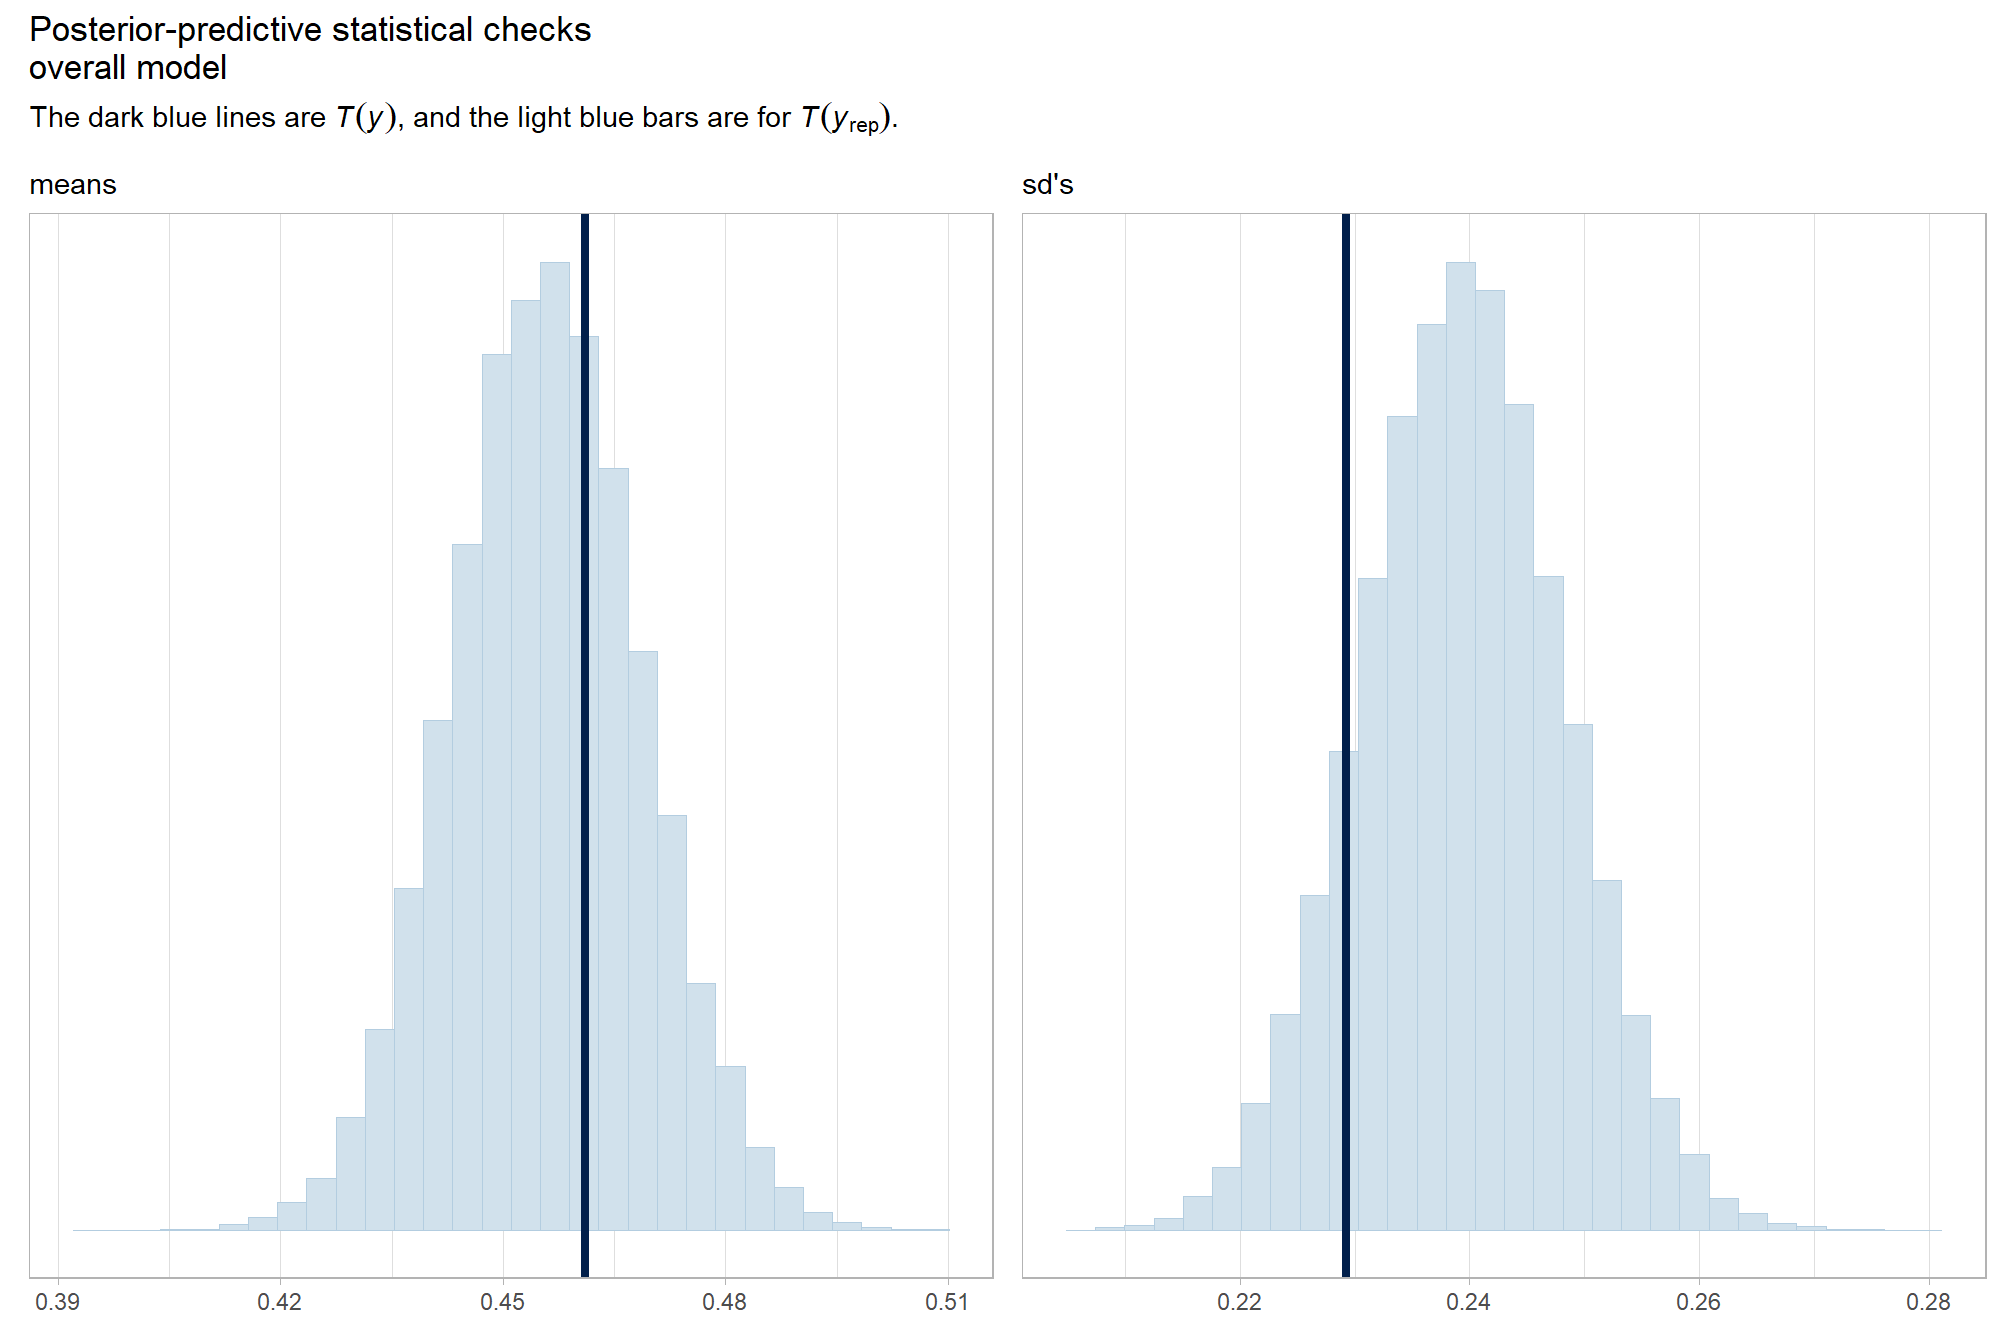 Posterior-predictive statistical checks
overall model
The dark blue lines are T(y), and the light blue bars are for T(yrep).
means
sd's
0.39 0.42 0.45 0.48 0.51
0.22 0.24 0.26 0.28